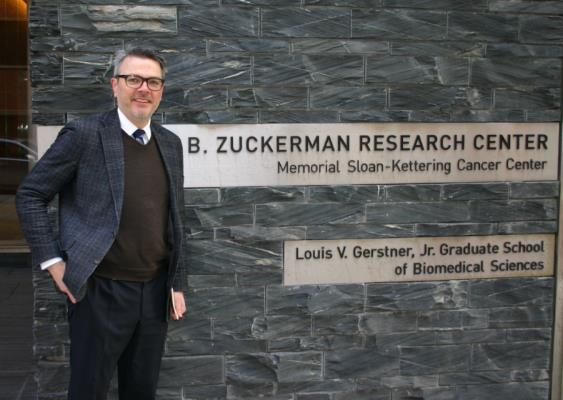 B. ZUCKERMAN RESEARCH CENTER
Memorial Sloan-Kettering Cancer Center
Louis V. Gerstner, Jr. Graduate School
of Biomedical Sciences